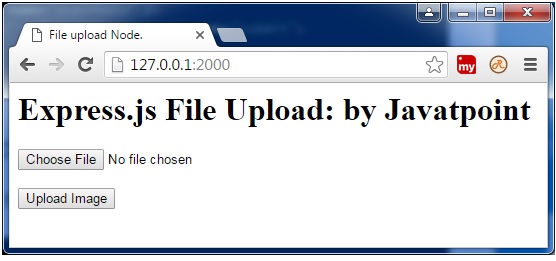 File upload Node.
127.0.0.1:2000
my
Express.js File Upload: by Javatpoint
Choose File No file chosen
Upload Image